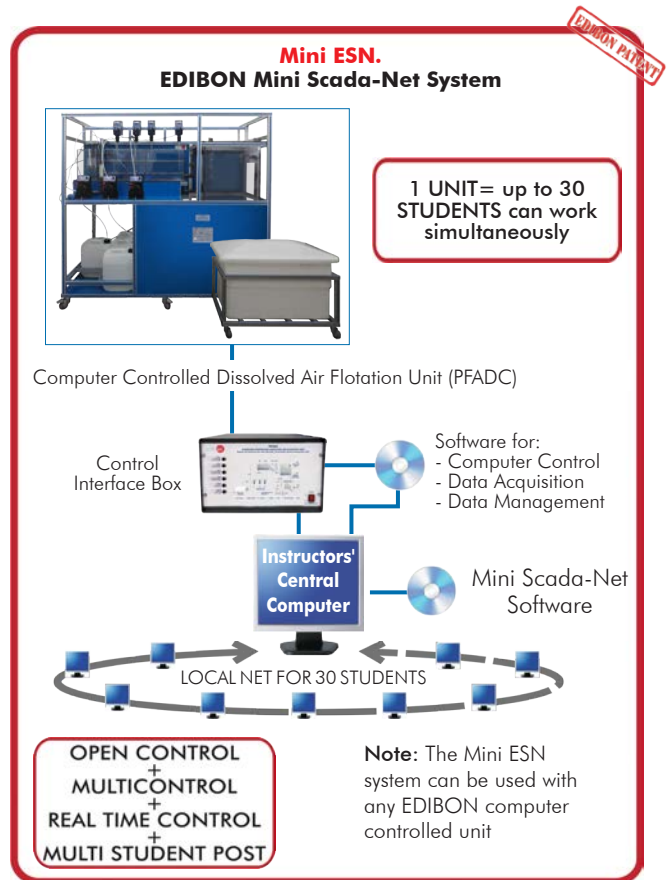 EDIBON PATENT
Mini ESN.
EDIBON Mini Scada-Net System
1 UNIT= up to 30
STUDENTS can work
simultaneously
Computer Controlled Dissolved Air Flotation Unit (PFADC)
Control
Interface Box
Software for:
- Computer Control
- Data Acquisition
- Data Management
Instructors'
Central
Computer
Mini Scada-Net
Software
LOCAL NET FOR 30 STUDENTS
OPEN CONTROL
+
MULTICONTROL
+
REAL TIME CONTROL
+
MULTI STUDENT POST
Note: The Mini ESN
system can be used with
any EDIBON computer
controlled unit